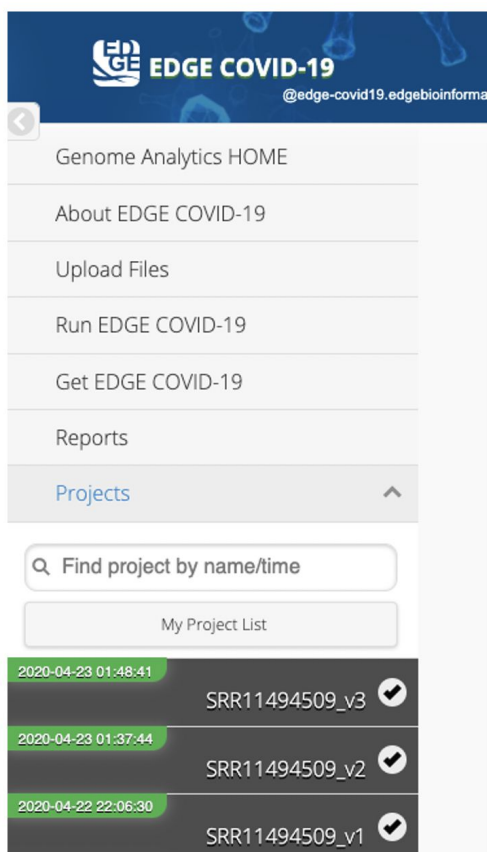 EDGE
EDGE COVID-19
@edge-covid19.edgebioinforma
Genome Analytics HOME
About EDGE COVID-19
Upload Files
Run EDGE COVID-19
Get EDGE COVID-19
Reports
Projects
Find project by name/time
My Project List
2020-04-23 01:48:41
SRR11494509_v3
2020-04-23 01:37:44
SRR11494509_v2
2020-04-22 22:06:30
SRR11494509_v1